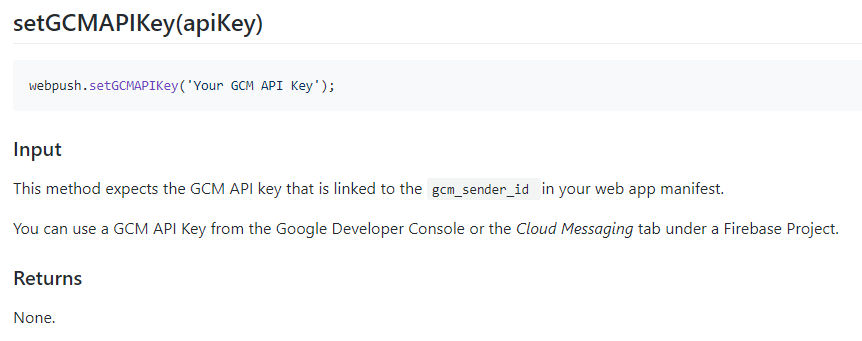 setGCMAPIKey(apiKey)
webpush.setGCMAPIKey('Your GCM API Key');
Input
This method expects the GCM API key that is linked to the gcm_sender_id in your web app manifest.
You can use a GCM API Key from the Google Developer Console or the Cloud Messaging tab under a Firebase Project.
Returns
None.